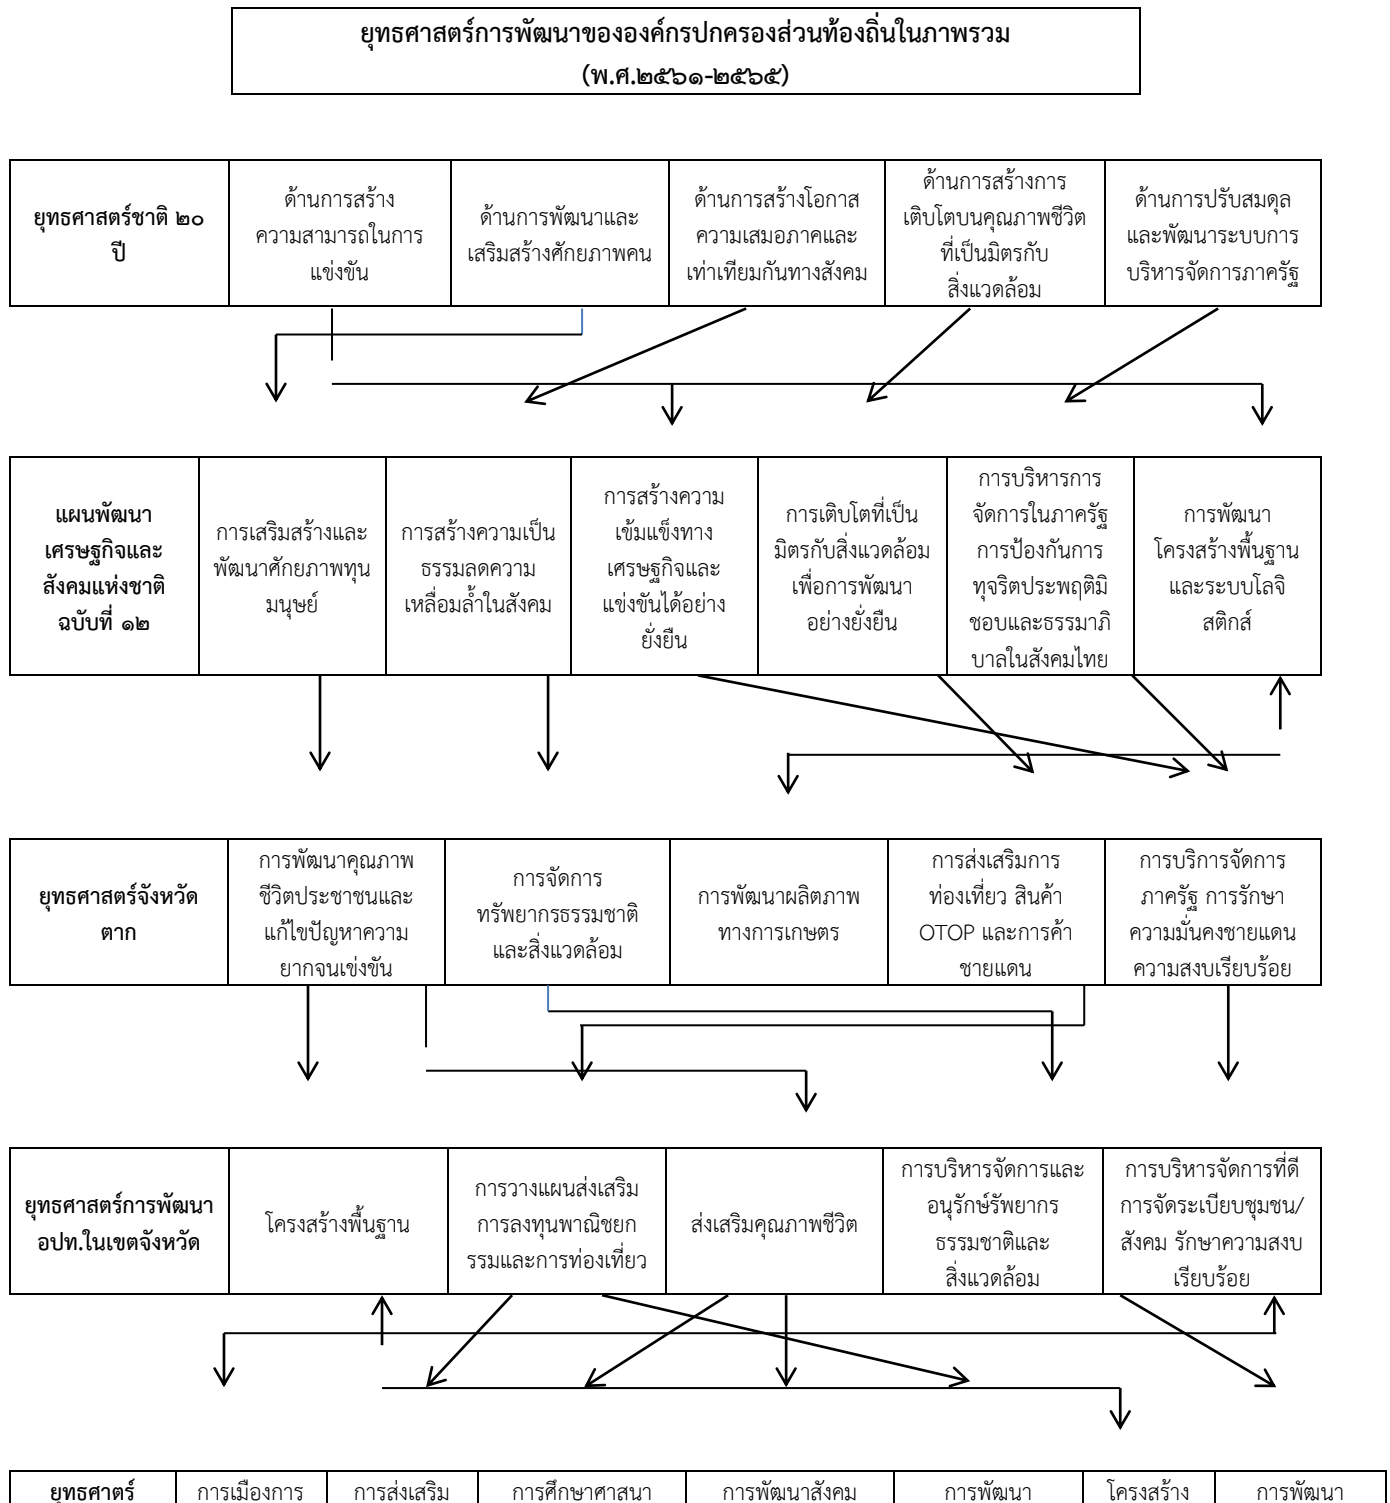 ยุทธศาสตร์การพัฒนาขององค์กรปกครองส่วนท้องถิ่นในภาพรวม
(พ.ศ.๒๕๖๑-๒๕๖๕)
ยุทธศาสตร์ชาติ ๒๐
ปี
ด้านการสร้าง
ความสามารถในการ
แข่งขัน
ด้านการพัฒนาและ
เสริมสร้างศักยภาพคน
ด้านการสร้างโอกาส
ความเสมอภาคและ
เท่าเทียมกันทางสังคม
ด้านการสร้างการ
เติบโตบนคุณภาพชีวิต
ที่เป็นมิตรกับ
สิ่งแวดล้อม
ด้านการปรับสมดุล
และพัฒนาระบบการ
บริหารจัดการภาครัฐ
แผนพัฒนา
เศรษฐกิจและ
สังคมแห่งชาติ
ฉบับที่ ๑๒
การเสริมสร้างและ
พัฒนาศักยภาพทุน
มนุษย์
การสร้างความเป็น
ธรรมลดความ
เหลื่อมล้ำในสังคม
การสร้างความ
เข้มแข็งทาง
เศรษฐกิจและ
แข่งขันได้อย่าง
ยั่งยืน
การเติบโตที่เป็น
มิตรกับสิ่งแวดล้อม
เพื่อการพัฒนา
อย่างยั่งยืน
การบริหารการ
จัดการในภาครัฐ
การป้องกันการ
ทุจริตประพฤติมิ
ชอบและธรรมาภิ
บาลในสังคมไทย
การพัฒนา
โครงสร้างพื้นฐาน
และระบบโลจิ
สติกส์
ยุทธศาสตร์จังหวัด
ตาก
การพัฒนาคุณภาพ
ชีวิตประชาชนและ
แก้ไขปัญหาความ
ยากจนเข่งขัน
การจัดการ
ทรัพยากรธรรมชาติ
และสิ่งแวดล้อม
การพัฒนาผลิตภาพ
ทางการเกษตร
การส่งเสริมการ
ท่องเที่ยว สินค้า
OTOP และการค้า
ชายแดน
การบริการจัดการ
ภาครัฐ การรักษา
ความมั่นคงชายแดน
ความสงบเรียบร้อย
ยุทธศาสตร์การพัฒนา
อปท.ในเขตจังหวัด
โครงสร้างพื้นฐาน
การวางแผนส่งเสริม
การลงทุนพาณิชยก
รรมและการท่องเที่ยว
ส่งเสริมคุณภาพชีวิต
การบริหารจัดการและ
อนุรักษ์รัพยากร
ธรรมชาติและ
สิ่งแวดล้อม
การบริหารจัดการที่ดี
การจัดระเบียบชุมชน/
สังคม รักษาความสงบ
เรียบร้อย
ยุทธศาตร์
การเมืองการ
การส่งเสริม
การศึกษาศาสนา
การพัฒนาสังคม
การพัฒนา
โครงสร้าง
การพัฒนา